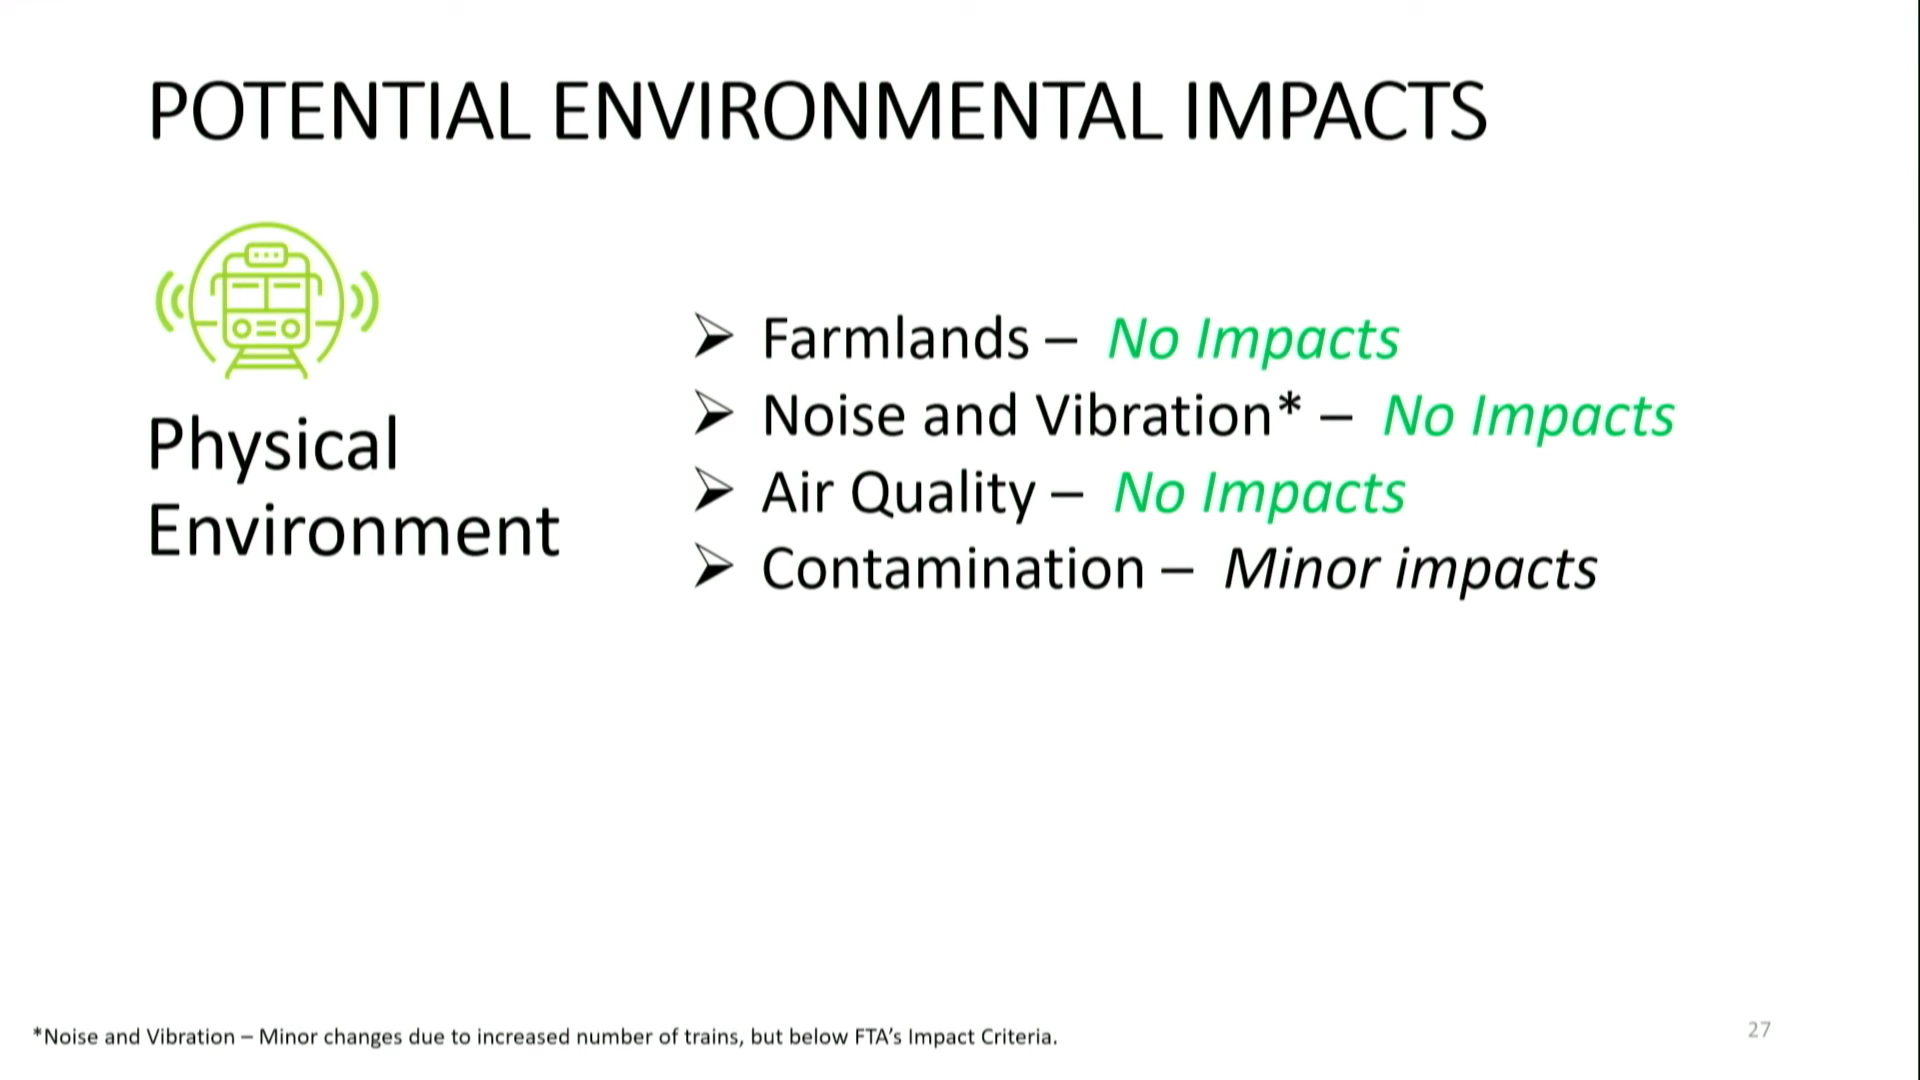 POTENTIAL ENVIRONMENTAL IMPACTS
Physical
Environment
➢ Farmlands – No Impacts
➢ Noise and Vibration* – No Impacts
➢ Air Quality – No Impacts
➢ Contamination – Minor impacts
*Noise and Vibration – Minor changes due to increased number of trains, but below FTA’s Impact Criteria.
27